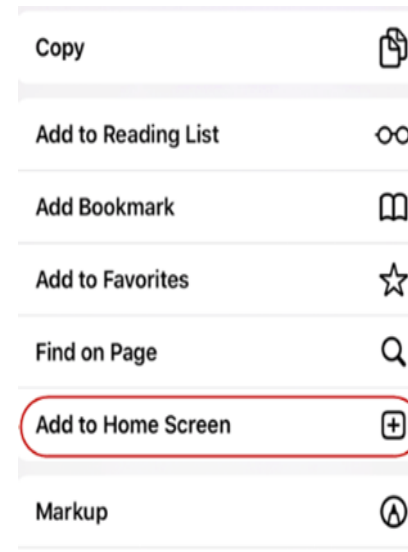 Copy
Add to Reading List
Add Bookmark
Add to Favorites
Find on Page
Add to Home Screen
Markup